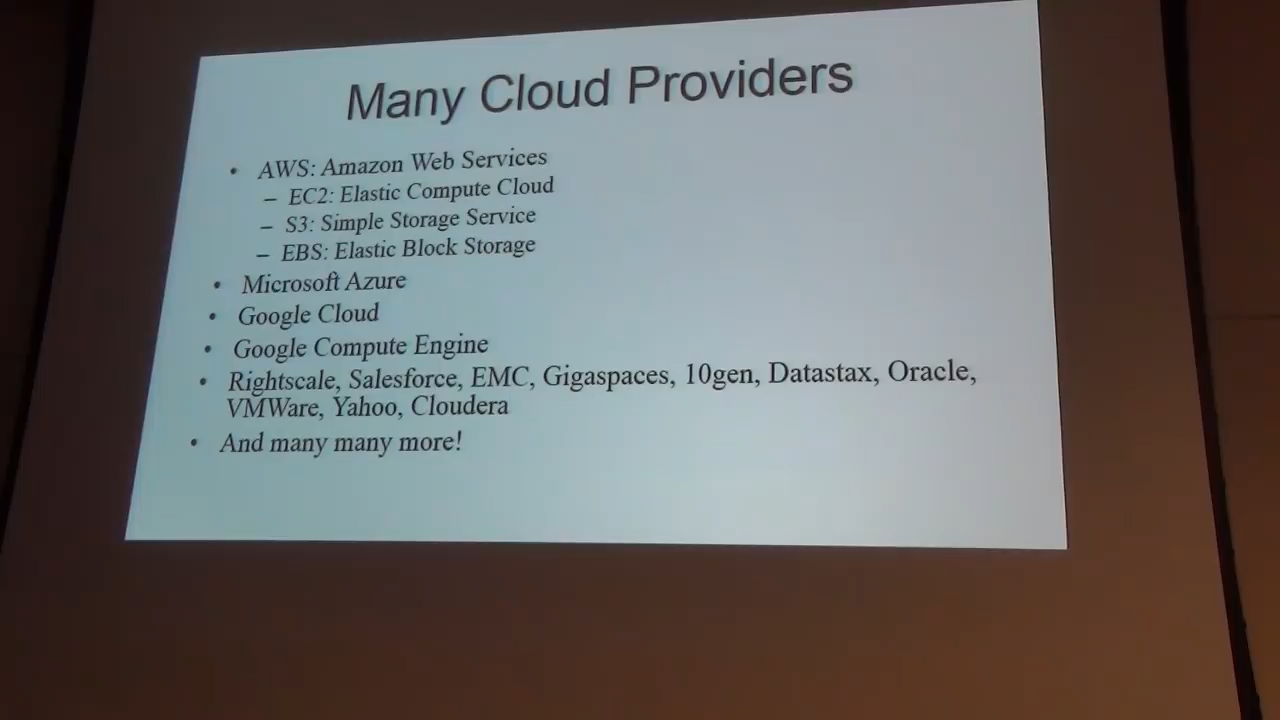 Many Cloud Providers
• AWS: Amazon Web Services
– EC2: Elastic Compute Cloud
– S3: Simple Storage Service
– EBS: Elastic Block Storage
• Microsoft Azure
• Google Cloud
• Google Compute Engine
• Rightscale, Salesforce, EMC, Gigaspaces, 10gen, Datastax, Oracle,
VMWare, Yahoo, Cloudera
• And many many more!